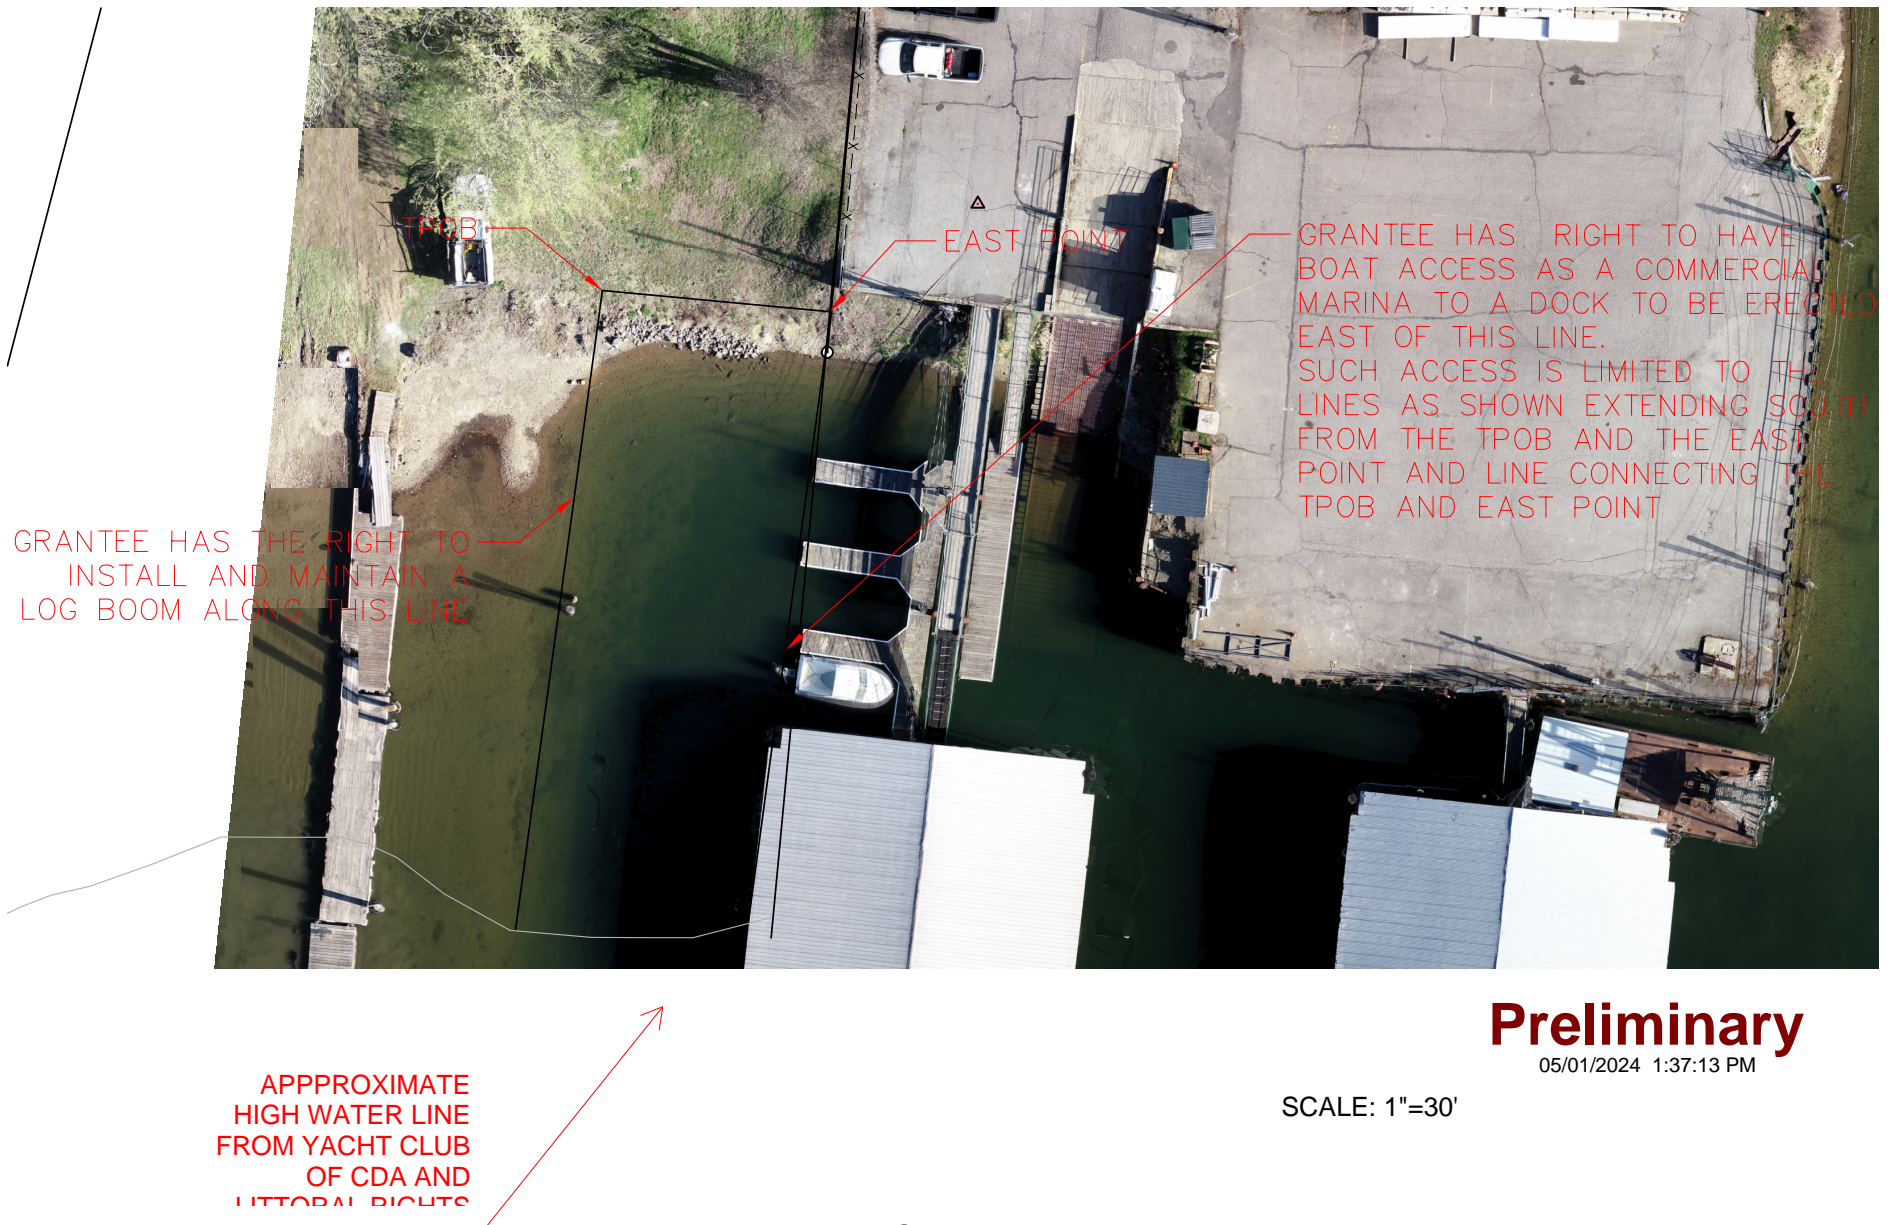 TPOB
EAST POINT
GRANTEE HAS RIGHT TO HAVE
BOAT ACCESS AS A COMMERCIAL
MARINA TO A DOCK TO BE ERECTED
EAST OF THIS LINE.
SUCH ACCESS IS LIMITED TO THE
LINES AS SHOWN EXTENDING SOUTH
FROM THE TPOB AND THE EAST
POINT AND LINE CONNECTING THE
TPOB AND EAST POINT
GRANTEE HAS THE RIGHT TO
INSTALL AND MAINTAIN A
LOG BOOM ALONG THIS LINE
Preliminary
05/01/2024 1:37:13 PM
SCALE: 1"=30'
APPPROXIMATE
HIGH WATER LINE
FROM YACHT CLUB
OF CDA AND
LITTORAL RIGHTS